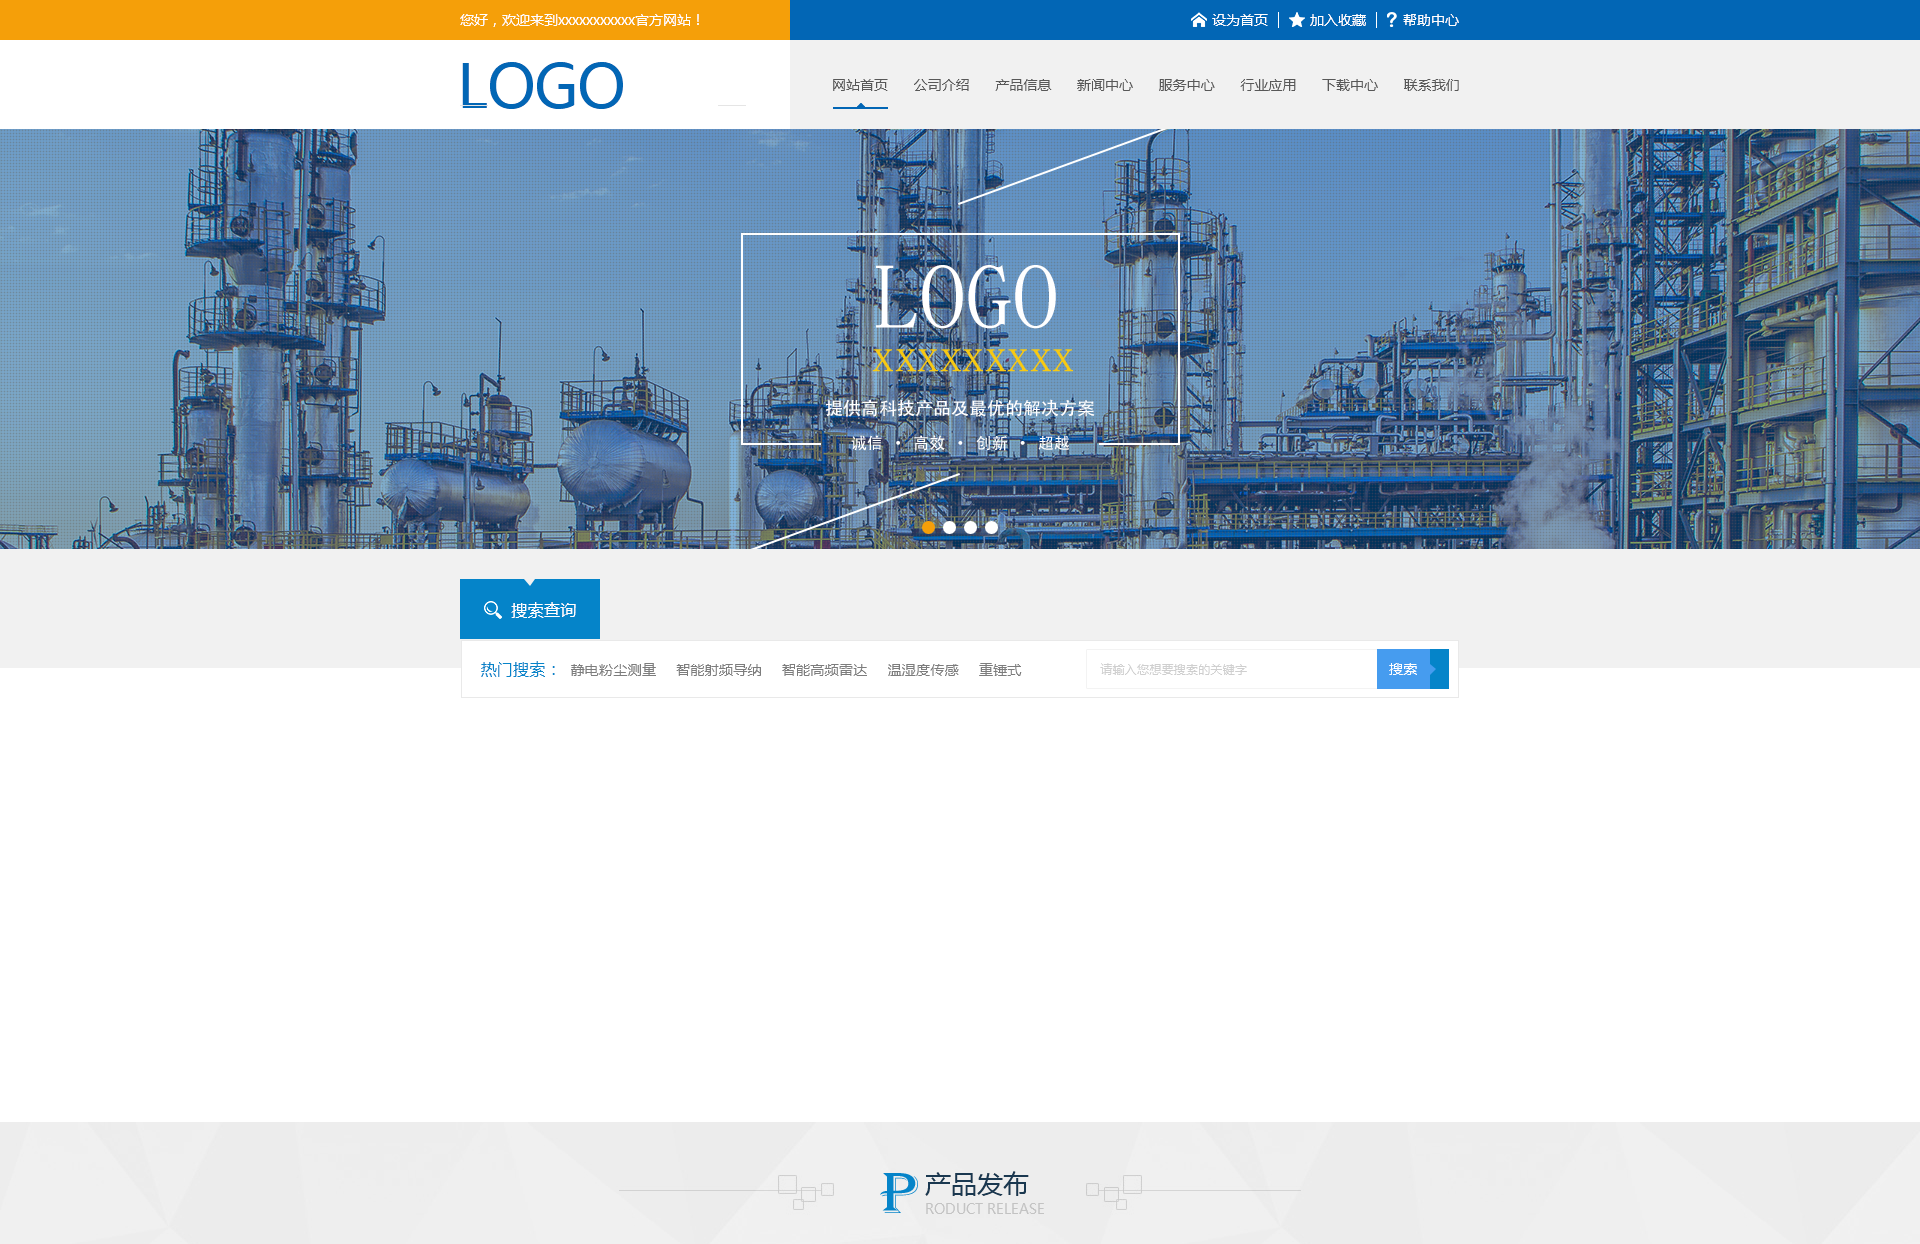 您好，欢迎来到xxxxxxxxxxx官方网站！
设为首页 加入收藏 帮助中心
LOGO
网站首页 公司介绍 产品信息 新闻中心 服务中心 行业应用 下载中心 联系我们
LOGO
XXXXXXXXX
提供高科技产品及最优的解决方案
诚信 • 高效 • 创新 • 超越
搜索查询
热门搜索： 静电粉尘测量 智能射频导纳 智能高频雷达 温湿度传感 重锤式 请输入您想要搜索的关键字 搜索
P 产品发布
RODUCT RELEASE